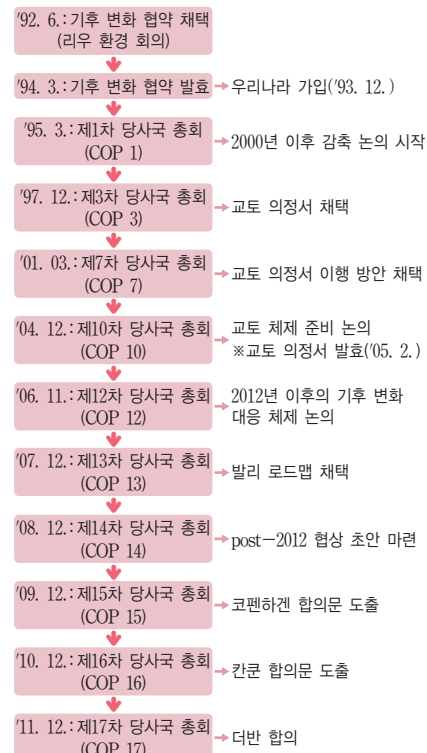 '92. 6.:기후 변화 협약 채택
(리우 환경 회의)
'94. 3.:기후 변화 협약 발효
우리나라 가입('93. 12.)
'95. 3.:제1차 당사국 총회
(COP 1)
2000년 이후 감축 논의 시작
'97. 12.:제3차 당사국 총회
(COP 3)
교토 의정서 채택
'01. 03.:제7차 당사국 총회
(COP 7)
교토 의정서 이행 방안 채택
'04. 12.:제10차 당사국 총회
(COP 10)
교토 체제 준비 논의
※교토 의정서 발효('05. 2.)
'06. 11.:제12차 당사국 총회
(COP 12)
2012년 이후의 기후 변화
대응 체제 논의
'07. 12.:제13차 당사국 총회
(COP 13)
발리 로드맵 채택
'08. 12.:제14차 당사국 총회
(COP 14)
post-2012 협상 초안 마련
'09. 12.:제15차 당사국 총회
(COP 15)
코펜하겐 합의문 도출
'10. 12.:제16차 당사국 총회
(COP 16)
칸쿤 합의문 도출
'11. 12.:제17차 당사국 총회
(COP 17)
더반 합의